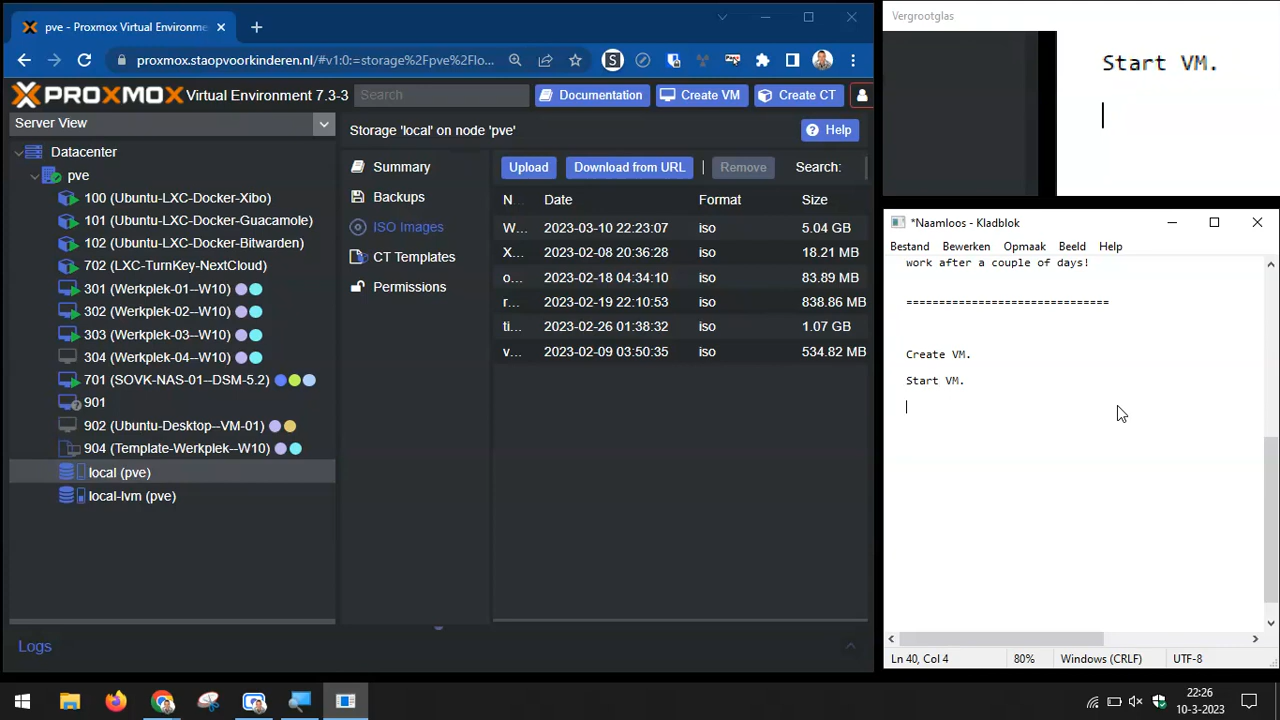 pve - Proxmox Virtual Environme
proxmox.staopvoorkinderen.nl/#v1:0:=storage%2Fpve%2Flo...
PROXMOX Virtual Environment 7.3-3
Search
Documentation
Create VM
Create CT
Server View
Datacenter
pve
100 (Ubuntu-LXC-Docker-Xibo)
101 (Ubuntu-LXC-Docker-Guacamole)
102 (Ubuntu-LXC-Docker-Bitwarden)
702 (LXC-TurnKey-NextCloud)
301 (Werkplek-01--W10)
302 (Werkplek-02--W10)
303 (Werkplek-03--W10)
304 (Werkplek-04--W10)
701 (SOVK-NAS-01--DSM-5.2)
901
902 (Ubuntu-Desktop--VM-01)
904 (Template-Werkplek--W10)
local (pve)
local-lvm (pve)
Storage 'local' on node 'pve'
Help
Summary
Backups
ISO Images
CT Templates
Permissions
Upload
Download from URL
Remove
Search:
N... Date Format Size
W... 2023-03-10 22:23:07 iso 5.04 GB
X... 2023-02-08 20:36:28 iso 18.21 MB
o... 2023-02-18 04:34:10 iso 83.89 MB
r... 2023-02-19 22:10:53 iso 838.86 MB
ti... 2023-02-26 01:38:32 iso 1.07 GB
v... 2023-02-09 03:50:35 iso 534.82 MB
Logs
Vergrootglas
Start VM.
*Naamloos - Kladblok
Bestand Bewerken Opmaak Beeld Help
work after a couple of days!
===============================
Create VM.
Start VM.
Ln 40, Col 4 80% Windows (CRLF) UTF-8
22:26
10-3-2023